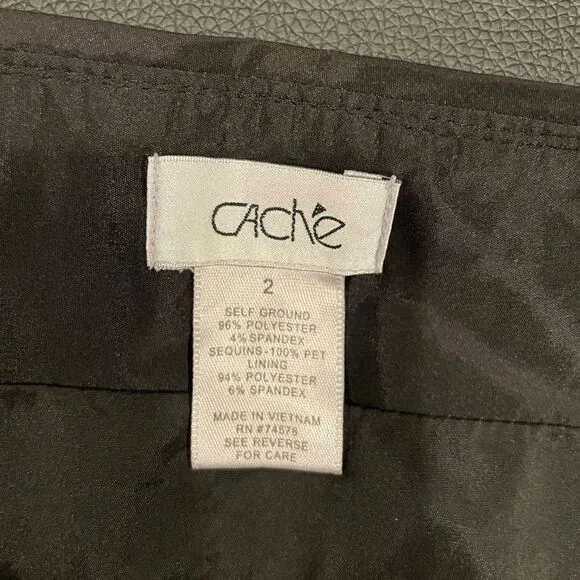 CAChé
2
SELF GROUND
96% POLYESTER
4% SPANDEX
SEQUINS-100% PET
LINING
94% POLYESTER
6% SPANDEX
MADE IN VIETNAM
RN #74578
SEE REVERSE
FOR CARE